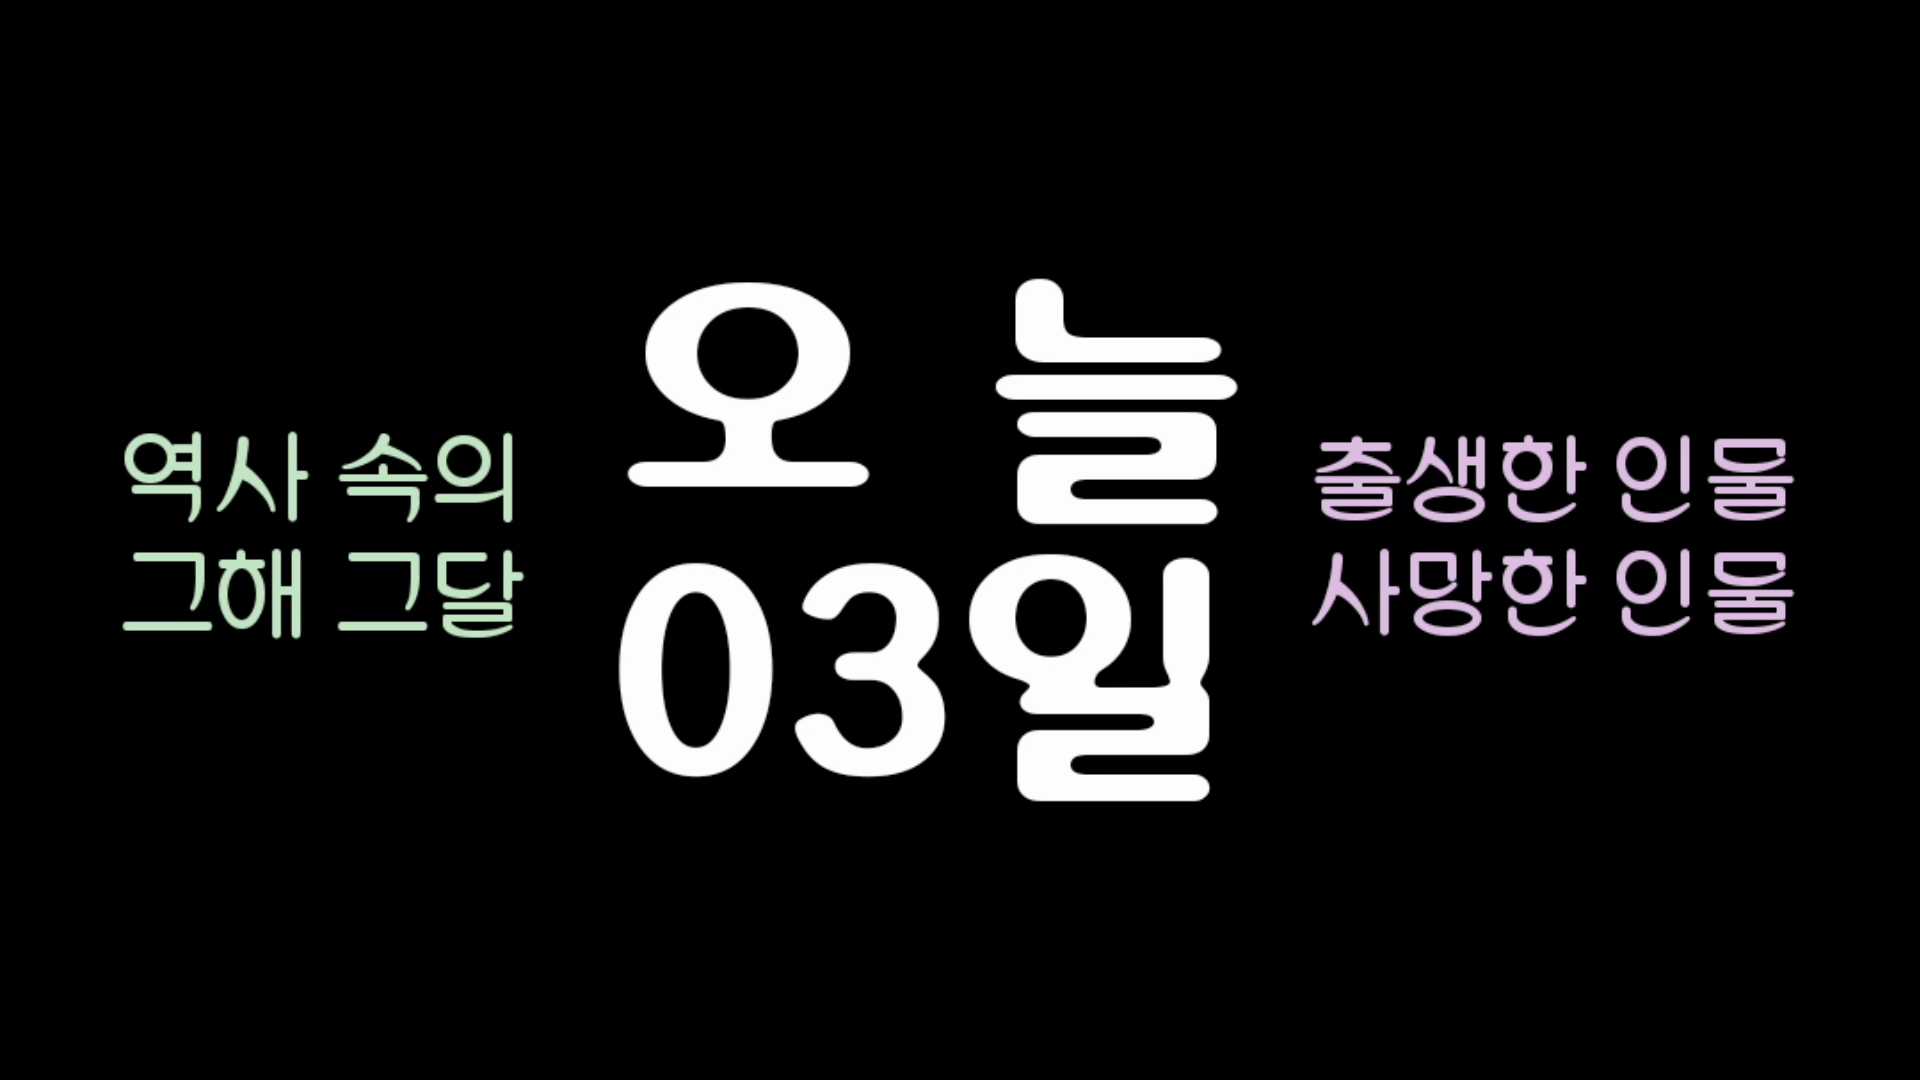 역사 속의
그해 그달
오 늘
03일
출생한 인물
사망한 인물